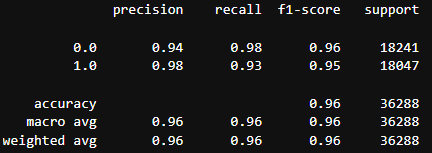 precision recall f1-score support
0.0 0.94 0.98 0.96 18241
1.0 0.98 0.93 0.95 18047
accuracy 0.96 36288
macro avg 0.96 0.96 0.96 36288
weighted avg 0.96 0.96 0.96 36288